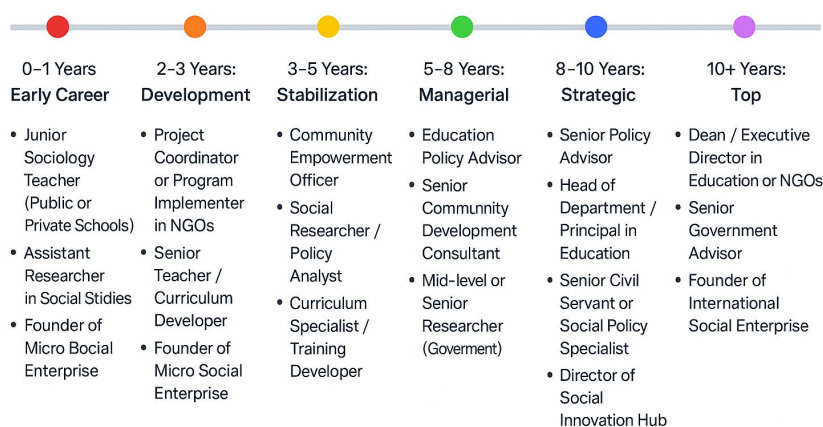 0–1 Years
Early Career
• Junior
Sociology
Teacher
(Public or
Private Schools)
• Assistant
Researcher
in Social Stidies
• Founder of
Micro Bocial
Enterprise
2–3 Years:
Development
• Project
Coordinator
or Program
Implementer
in NGOs
• Senior
Teacher /
Curriculum
Developer
• Founder of
Micro Social
Enterprise
3–5 Years:
Stabilization
• Community
Empowerment
Officer
• Social
Researcher /
Policy
Analyst
• Curriculum
Specialist /
Training
Developer
5–8 Years:
Managerial
• Education
Policy Advisor
• Senior
Communnity
Development
Consultant
• Mid-level or
Senior
Researcher
(Goverment)
8–10 Years:
Strategic
• Senior Policy
Advisor
• Head of
Department /
Principal in
Education
• Senior Civil
Servant or
Social Policy
Specialist
• Director of
Social
Innovation Hub
10+ Years:
Top
• Dean / Executive
Director in
Education or NGOs
• Senior
Government
Advisor
• Founder of
International
Social Enterprise